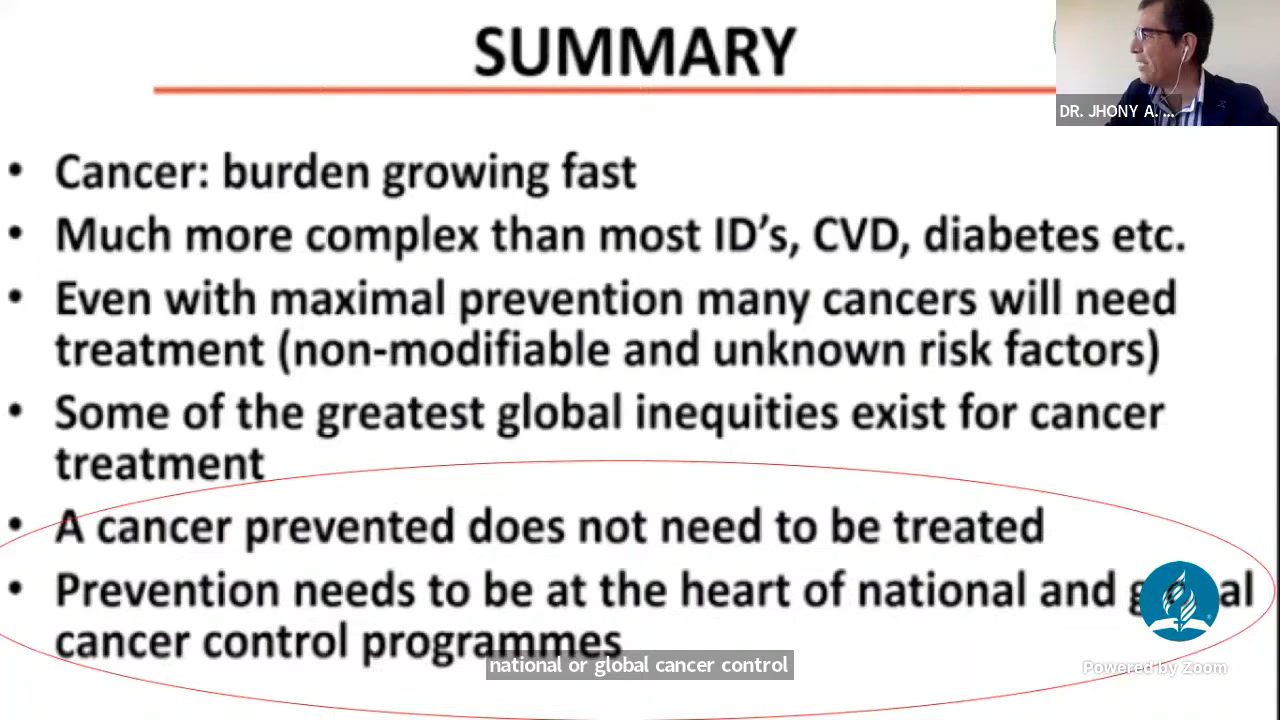 SUMMARY
DR. JHONY A. ...
• Cancer: burden growing fast
• Much more complex than most ID's, CVD, diabetes etc.
• Even with maximal prevention many cancers will need
treatment (non-modifiable and unknown risk factors)
• Some of the greatest global inequities exist for cancer
treatment
• A cancer prevented does not need to be treated
• Prevention needs to be at the heart of national and global
cancer control programmes
national or global cancer control
Powered by Zoom